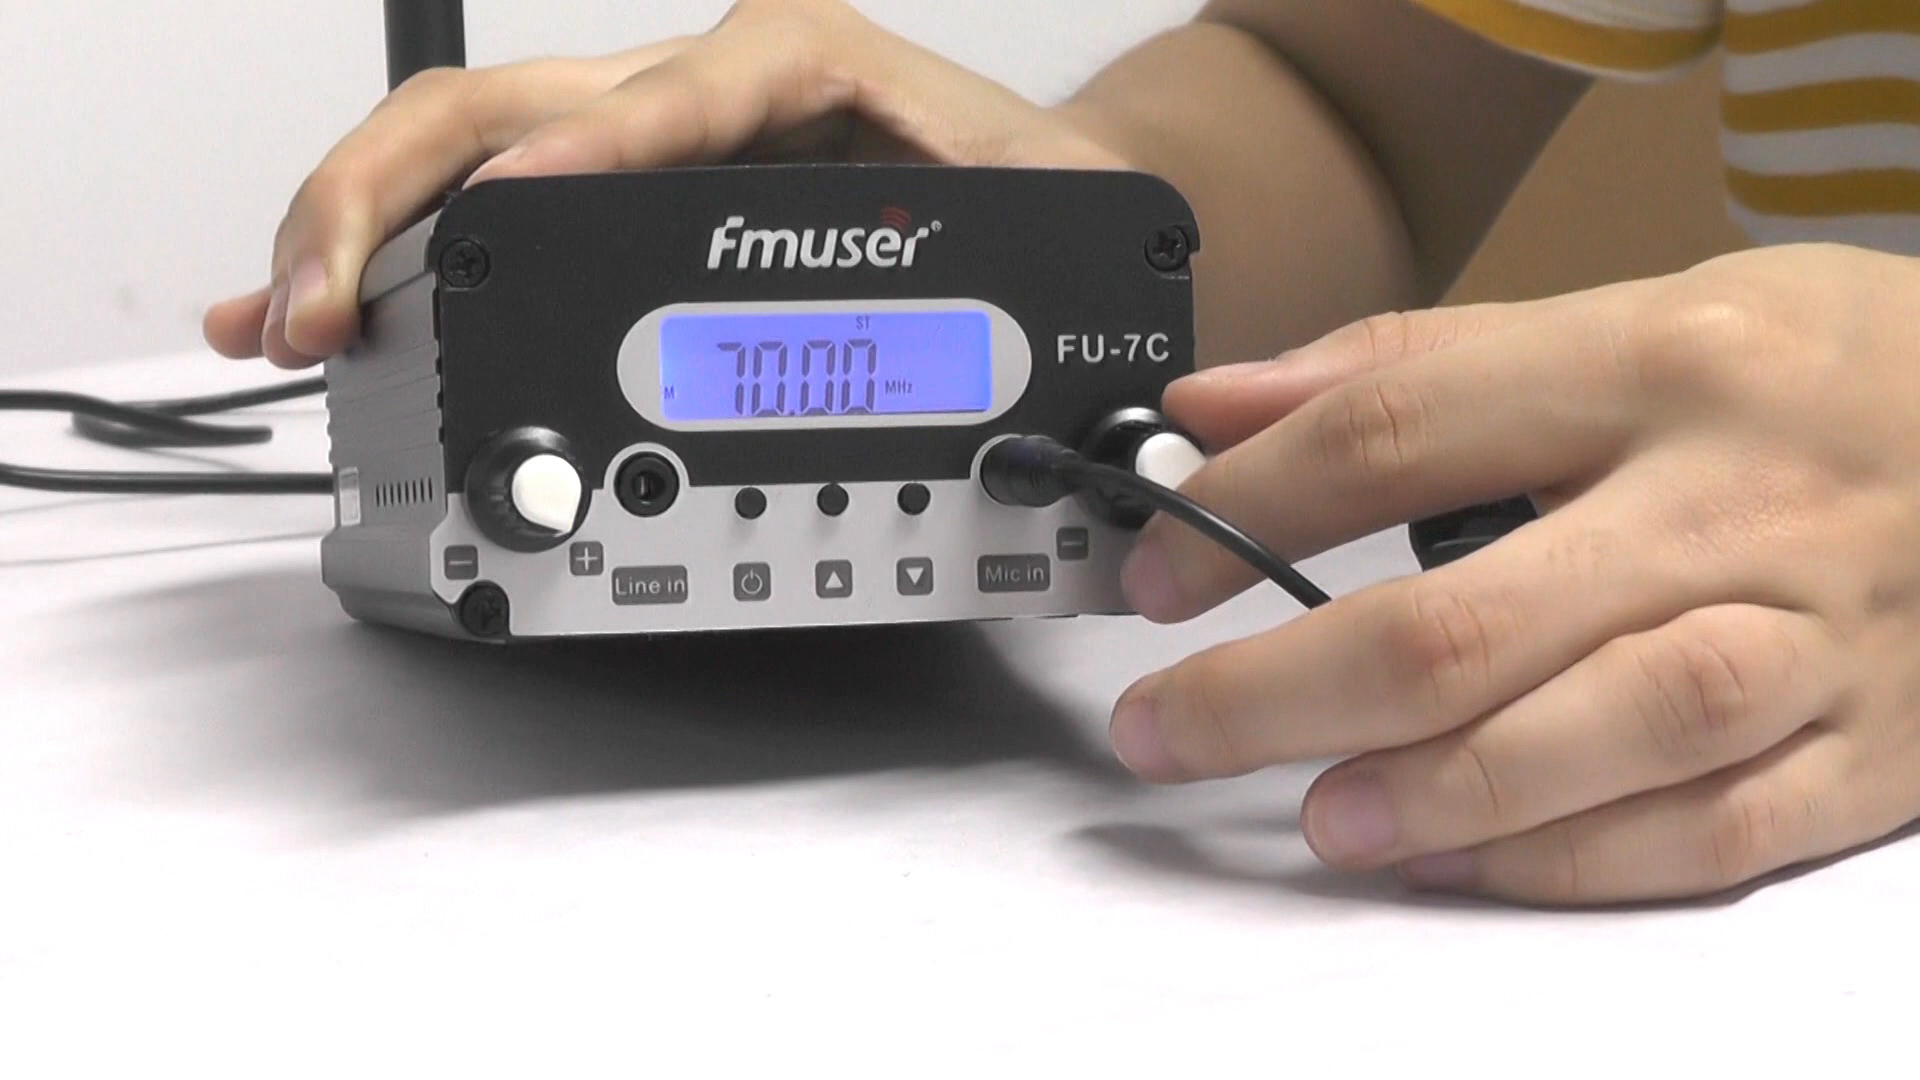 Fmuser®
ST
M 70.00 MHz
FU-7C
− + Line in ⏻ ▲ ▼ Mic in −